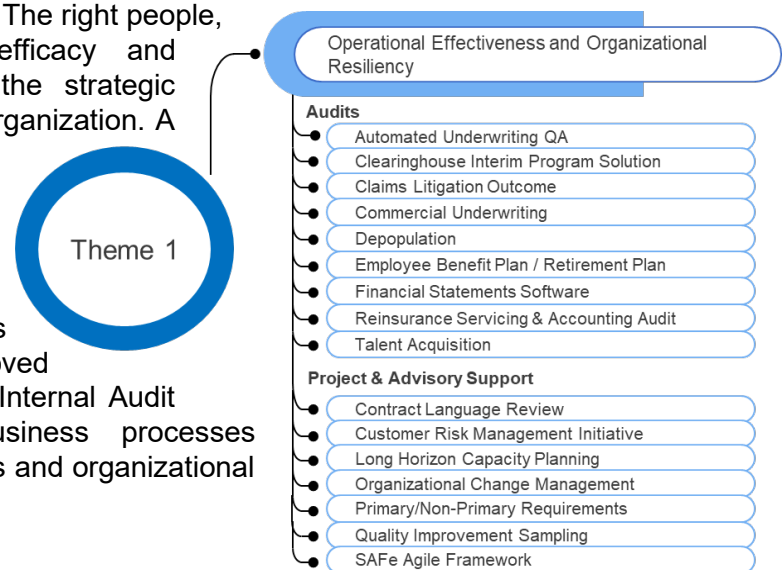 The right people,
efficacy and
the strategic
organization. A
Theme 1
s
Internal Audit
business processes
s and organizational
Operational Effectiveness and Organizational
Resiliency
Audits
Automated Underwriting QA
Clearinghouse Interim Program Solution
Claims Litigation Outcome
Commercial Underwriting
Depopulation
Employee Benefit Plan / Retirement Plan
Financial Statements Software
Reinsurance Servicing & Accounting Audit
Talent Acquisition
Project & Advisory Support
Contract Language Review
Customer Risk Management Initiative
Long Horizon Capacity Planning
Organizational Change Management
Primary/Non-Primary Requirements
Quality Improvement Sampling
SAFe Agile Framework